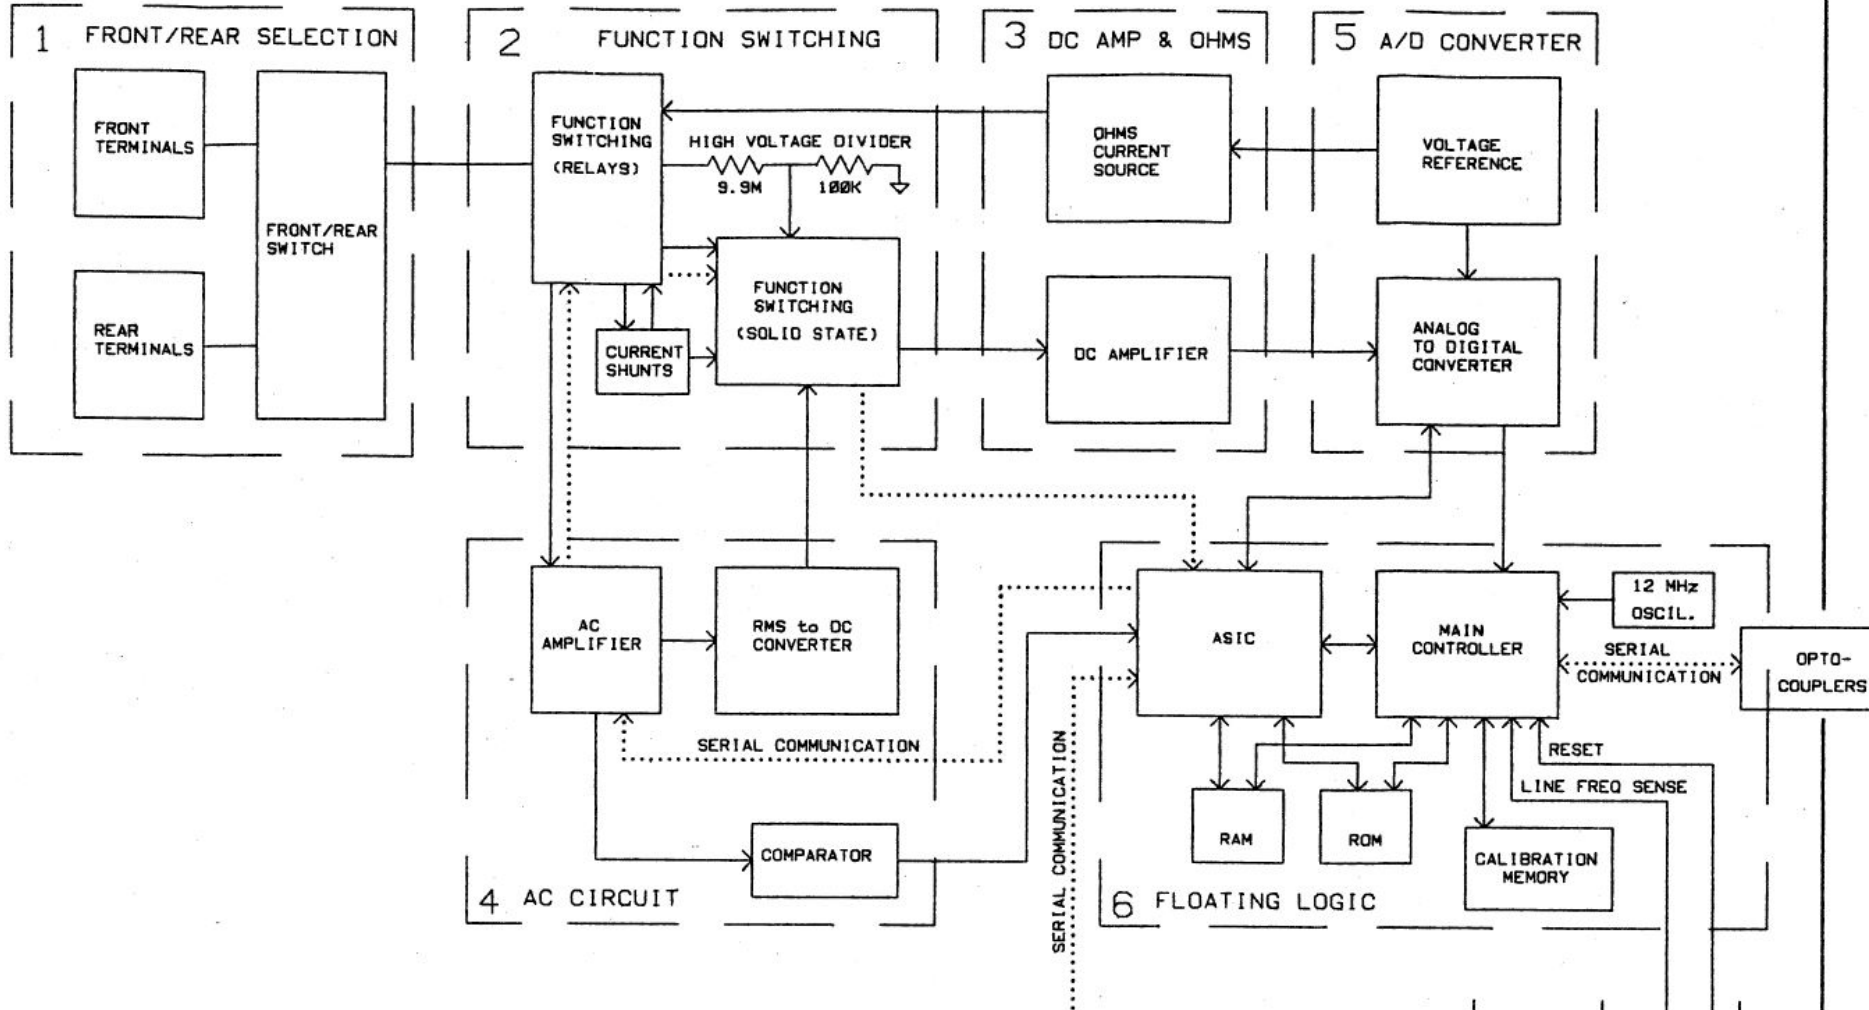 1 FRONT/REAR SELECTION
FRONT
TERMINALS
REAR
TERMINALS
FRONT/REAR
SWITCH
2 FUNCTION SWITCHING
FUNCTION
SWITCHING
(RELAYS)
HIGH VOLTAGE DIVIDER
9.9M
100K
FUNCTION
SWITCHING
(SOLID STATE)
CURRENT
SHUNTS
3 DC AMP & OHMS
OHMS
CURRENT
SOURCE
DC AMPLIFIER
5 A/D CONVERTER
VOLTAGE
REFERENCE
ANALOG
TO DIGITAL
CONVERTER
AC
AMPLIFIER
RMS to DC
CONVERTER
SERIAL COMMUNICATION
COMPARATOR
4 AC CIRCUIT
SERIAL COMMUNICATION
ASIC
MAIN
CONTROLLER
12 MHz
OSCIL.
SERIAL
COMMUNICATION
OPTO-
COUPLERS
RESET
LINE FREQ SENSE
RAM
ROM
CALIBRATION
MEMORY
6 FLOATING LOGIC